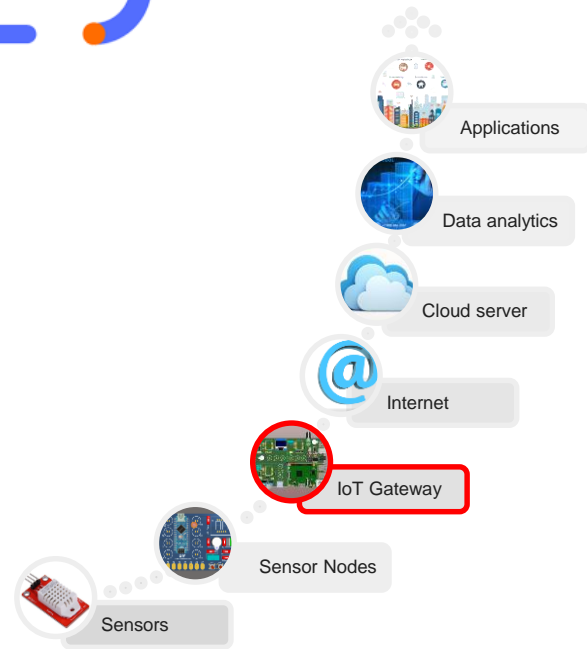 Applications
Data analytics
Cloud server
@
Internet
IoT Gateway
Sensor Nodes
Sensors